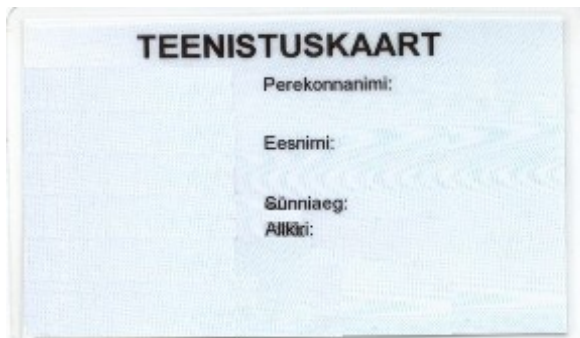 TEENISTUSKAART
Perekonnanimi:
Eesnimi:
Sünniaeg:
Allkiri: